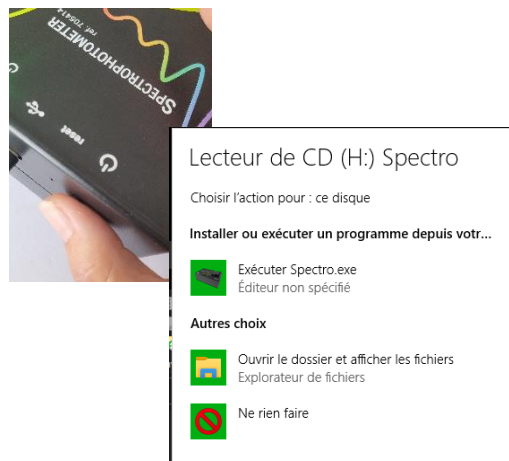 ref. 705414
SPECTROPHOTOMETER
reset
Lecteur de CD (H:) Spectro
Choisir l'action pour : ce disque
Installer ou exécuter un programme depuis votr...
Exécuter Spectro.exe
Éditeur non spécifié
Autres choix
Ouvrir le dossier et afficher les fichiers
Explorateur de fichiers
Ne rien faire